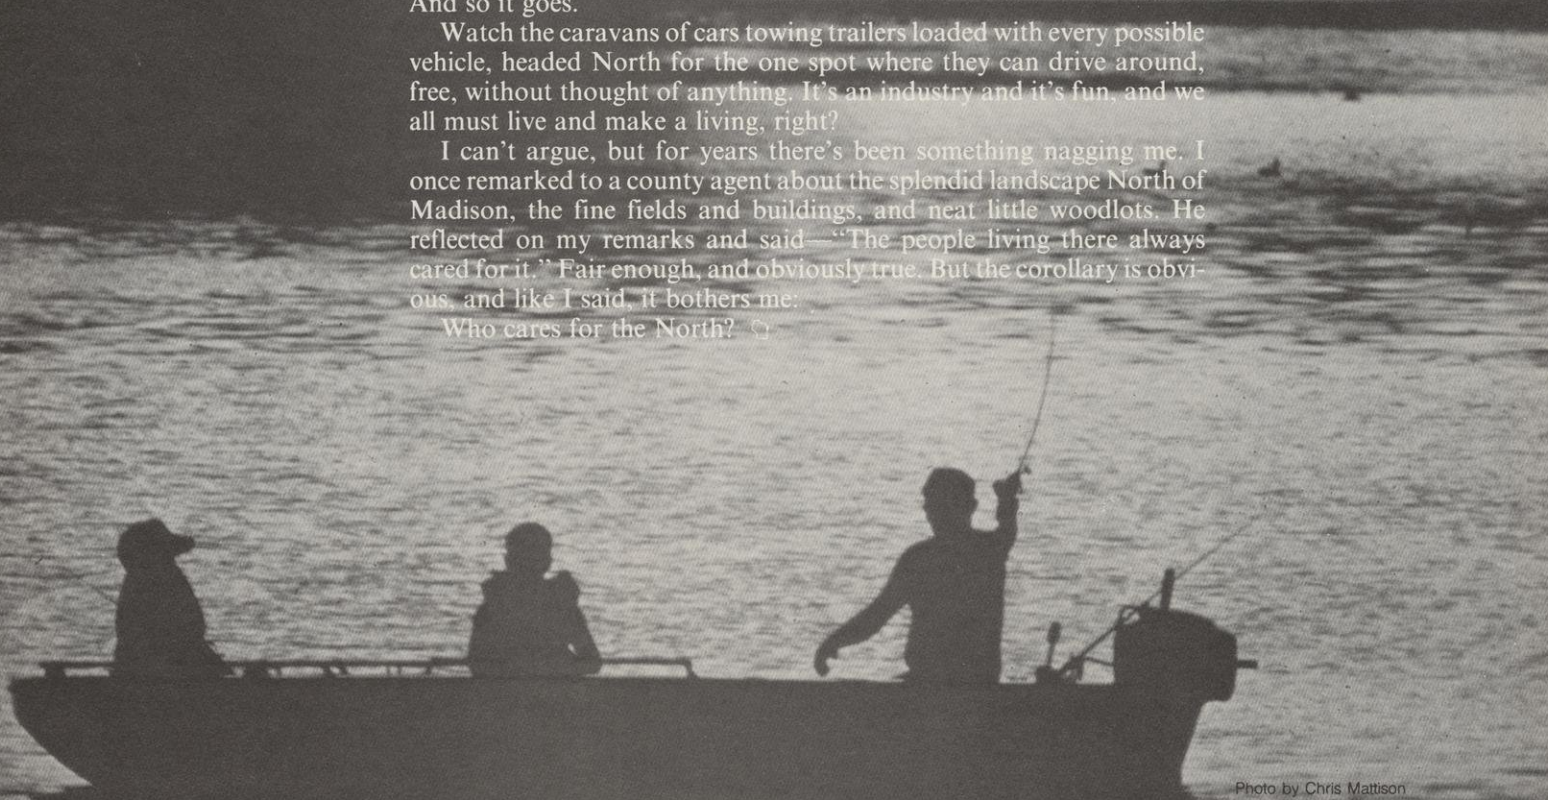 And so it goes.
Watch the caravans of cars towing trailers loaded with every possible
vehicle, headed North for the one spot where they can drive around,
free, without thought of anything. It's an industry and it's fun, and we
all must live and make a living, right?
I can't argue, but for years there's been something nagging me. I
once remarked to a county agent about the splendid landscape North of
Madison, the fine fields and buildings, and neat little woodlots. He
reflected on my remarks and said—“The people living there always
cared for it.” Fair enough, and obviously true. But the corollary is obvi-
ous, and like I said, it bothers me:
Who cares for the North?
Photo by Chris Mattison